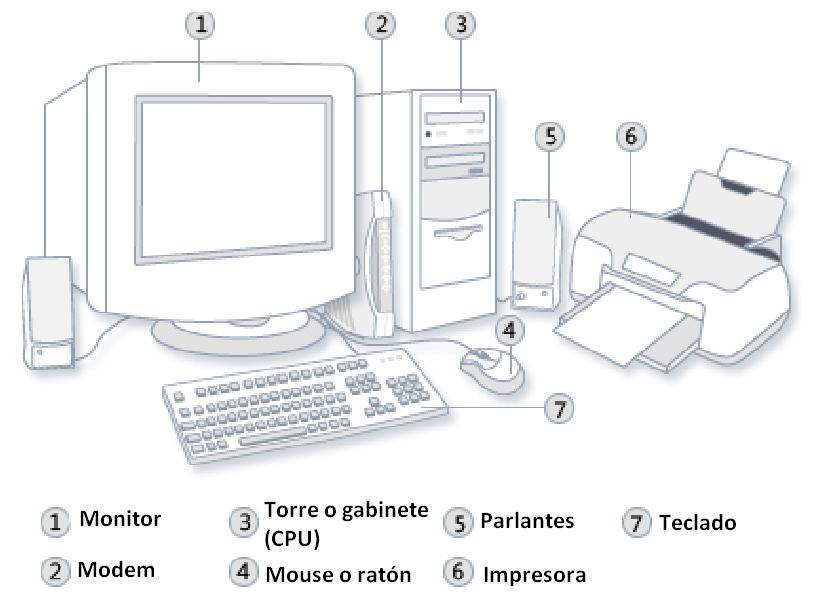 1 2 3
5 6
4
7
1 Monitor
2 Modem
3 Torre o gabinete
(CPU)
4 Mouse o ratón
5 Parlantes
6 Impresora
7 Teclado